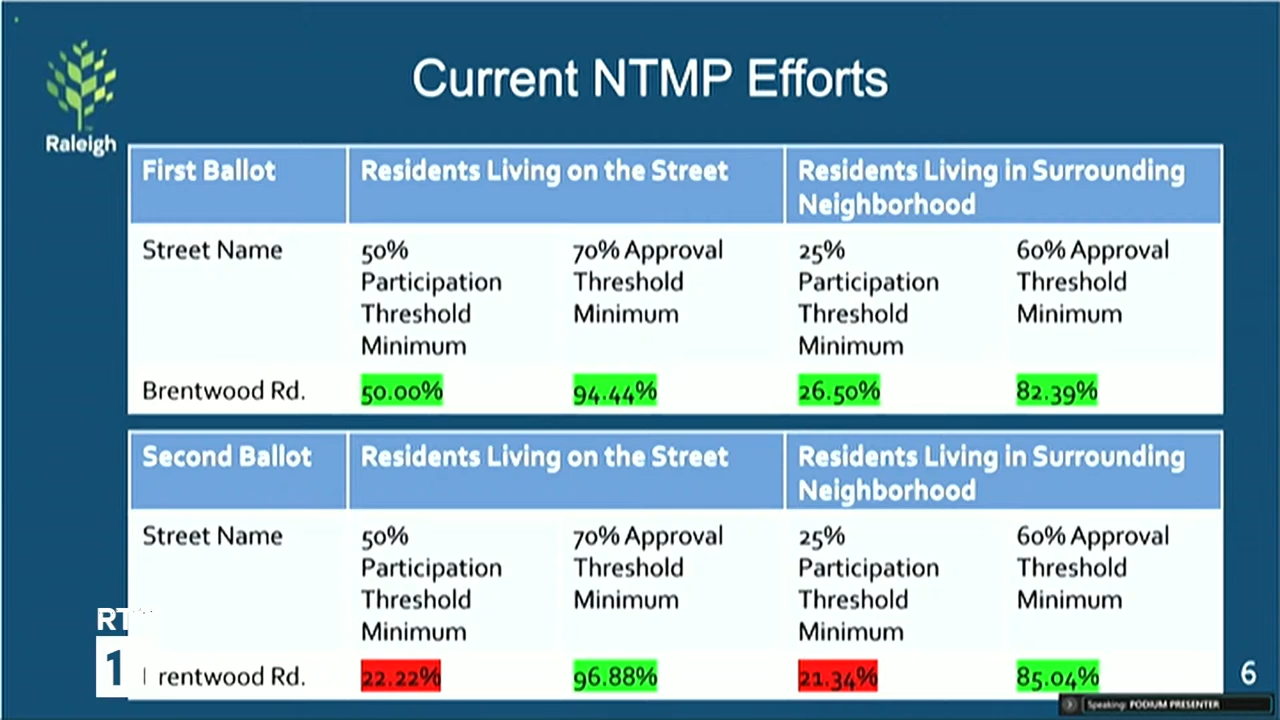 Current NTMP Efforts
Raleigh
First Ballot
Residents Living on the Street
Residents Living in Surrounding
Neighborhood
Street Name
50%
Participation
Threshold
Minimum
70% Approval
Threshold
Minimum
25%
Participation
Threshold
Minimum
60% Approval
Threshold
Minimum
Brentwood Rd.
50.00%
94.44%
26.50%
82.39%
Second Ballot
Residents Living on the Street
Residents Living in Surrounding
Neighborhood
Street Name
50%
Participation
Threshold
Minimum
70% Approval
Threshold
Minimum
25%
Participation
Threshold
Minimum
60% Approval
Threshold
Minimum
RT
1
rentwood Rd.
22.22%
96.88%
21.34%
85.04%
6
Speaking: PODIUM PRESENTER